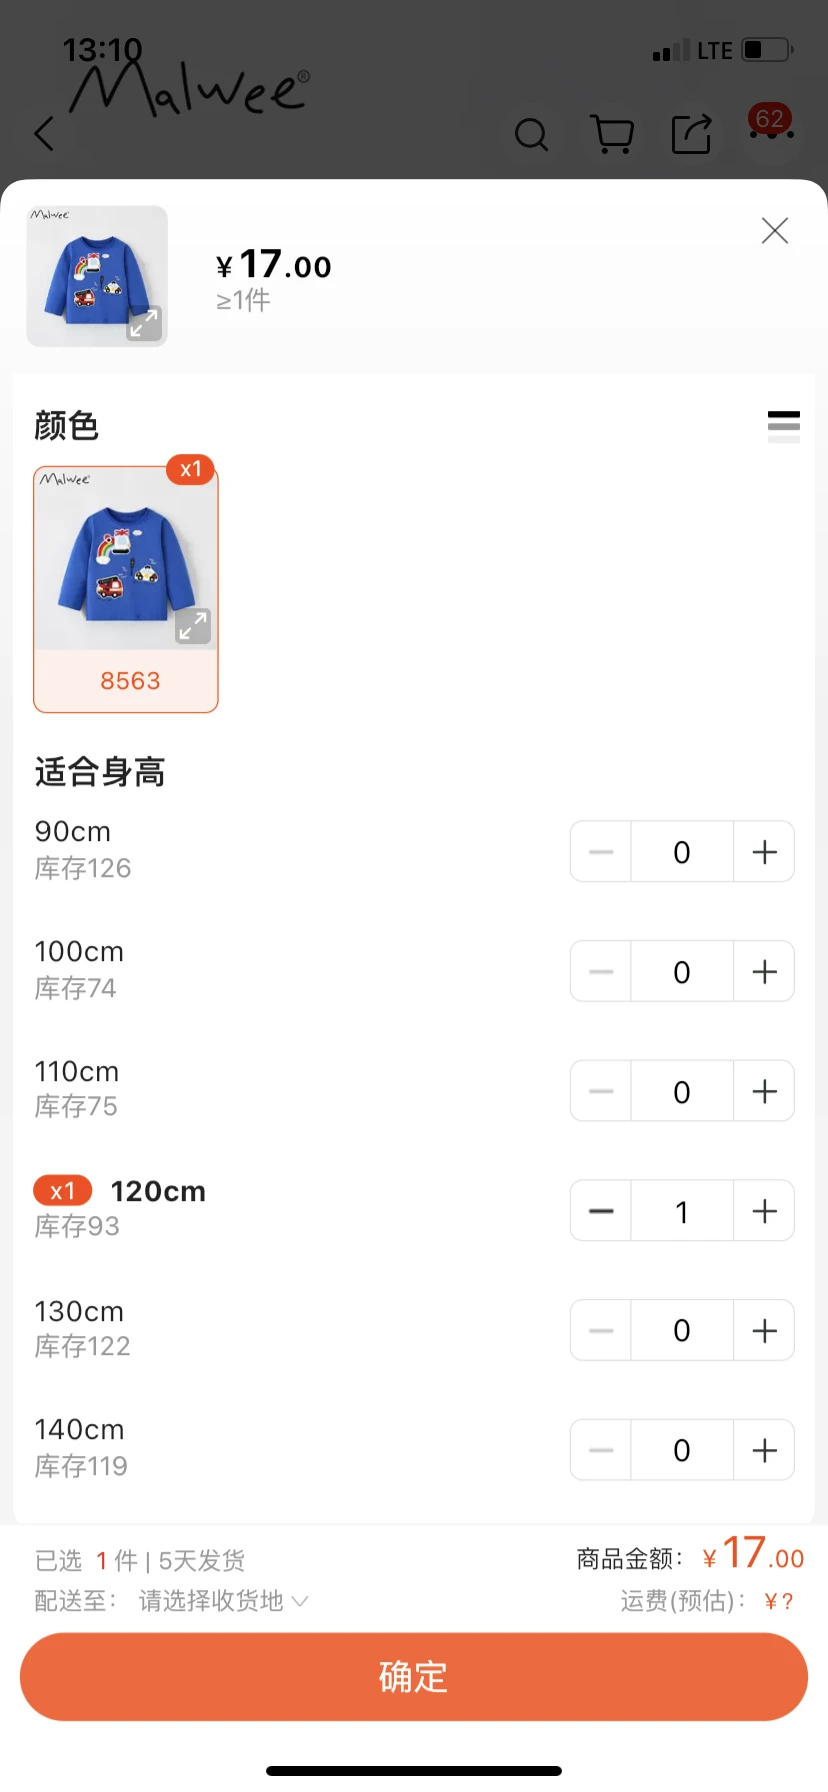 13:10
LTE
Malwee®
62
Malwee
¥17.00
≥1件
颜色
x1
Malwee
8563
适合身高
90cm
0
库存126
100cm
0
库存74
110cm
0
库存75
x1 120cm
1
库存93
130cm
0
库存122
140cm
0
库存119
已选 1 件 | 5天发货
商品金额: ¥17.00
配送至: 请选择收货地
运费(预估): ¥?
确定